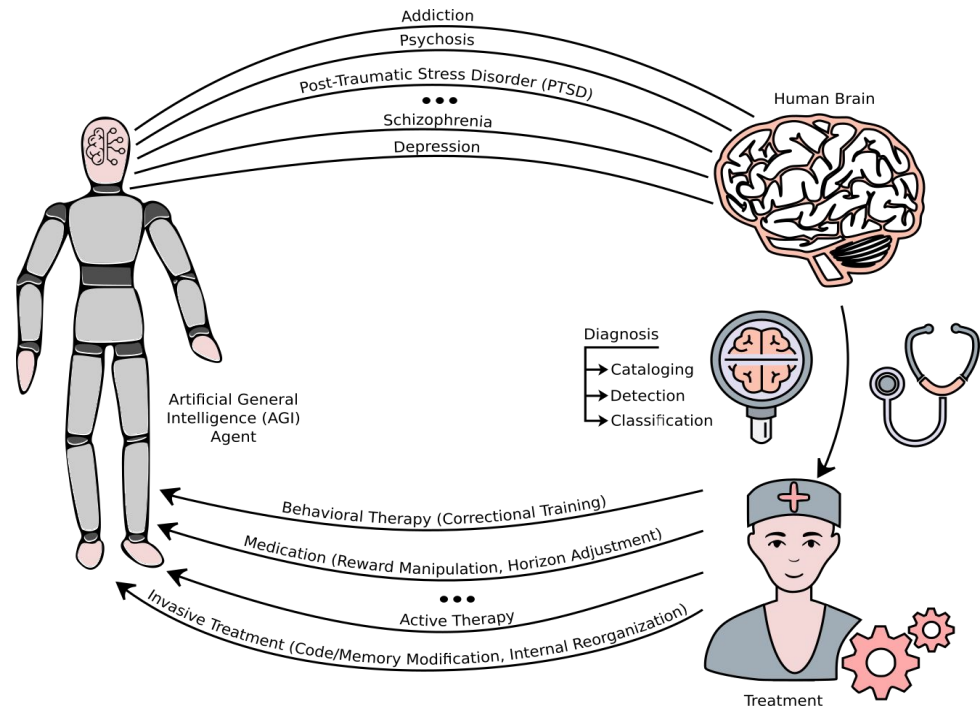 Addiction
Psychosis
Post-Traumatic Stress Disorder (PTSD)
...
Schizophrenia
Depression
Human Brain
Diagnosis
Cataloging
Detection
Classification
Artificial General
Intelligence (AGI)
Agent
Behavioral Therapy (Correctional Training)
Medication (Reward Manipulation, Horizon Adjustment)
...
Active Therapy
Invasive Treatment (Code/Memory Modification, Internal Reorganization)
Treatment